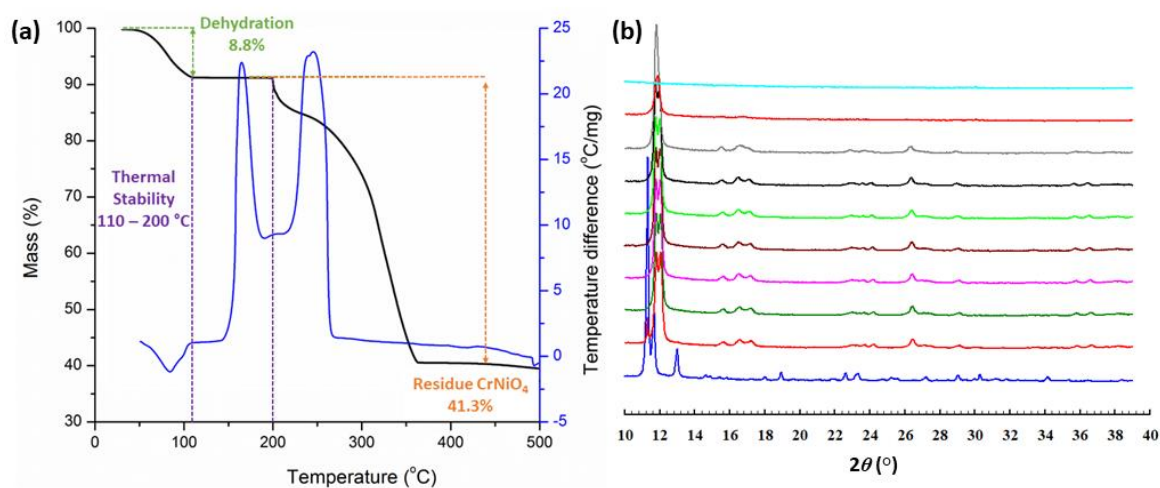 (a)
100
90
80
70
60
50
40
30
Mass (%)
Dehydration
8.8%
Thermal
Stability
110 – 200 °C
Residue CrNiO₄
41.3%
25
20
15
10
5
0
-5
Temperature difference (°C/mg)
0 100 200 300 400 500
Temperature (°C)
(b)
10 12 14 16 18 20 22 24 26 28 30 32 34 36 38 40
2θ (°)